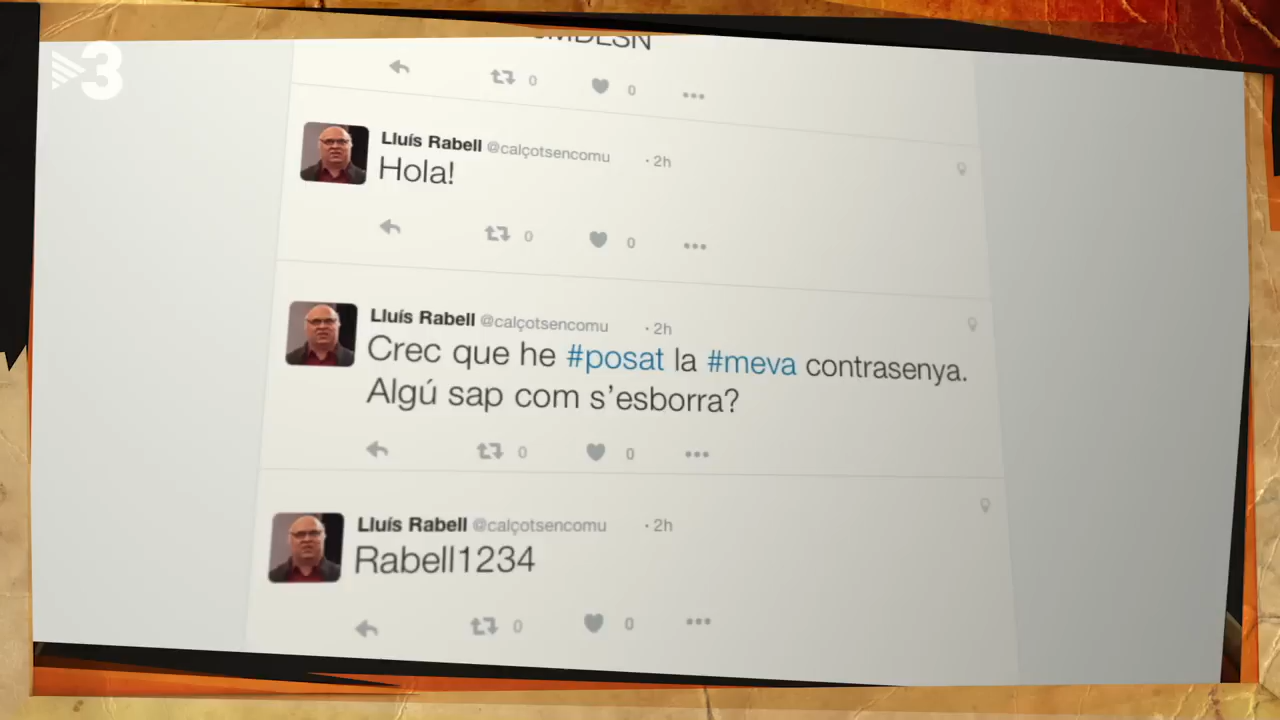 3
Lluís Rabell @calçotsencomu · 2h
Hola!
0 0
Lluís Rabell @calçotsencomu · 2h
Crec que he #posat la #meva contrasenya.
Algú sap com s’esborra?
0 0
Lluís Rabell @calçotsencomu · 2h
Rabell1234
0 0